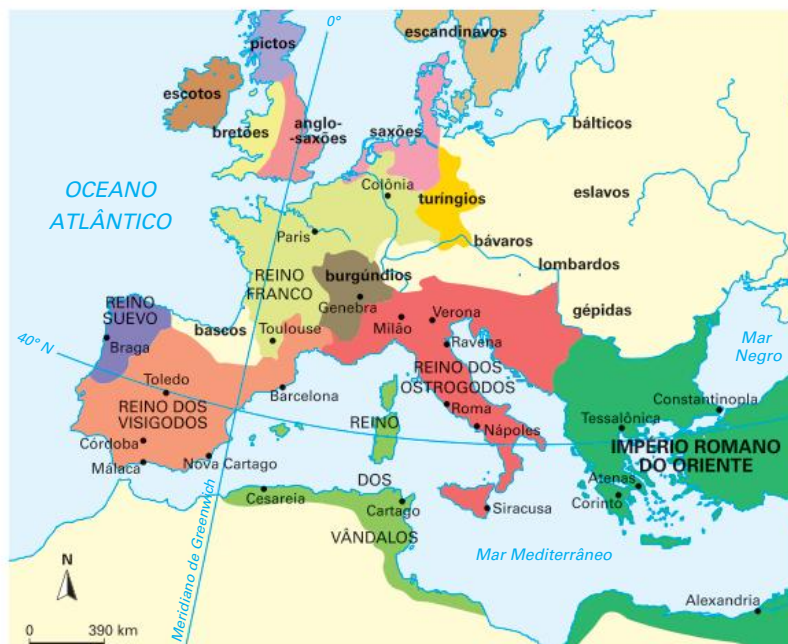 pictos
0°
escandinavos
escotos
bretões
anglo-
-saxões
saxões
bálticos
OCEANO
ATLÂNTICO
Colônia
turíngios
eslavos
Paris
bávaros
lombardos
REINO
FRANCO
burgúndios
Genebra
gépidas
REINO
SUEVO
bascos
Toulouse
Milão
Verona
Mar
Negro
40° N
Braga
Ravena
REINO DOS
OSTROGODOS
Toledo
Barcelona
Constantinopla
REINO DOS
VISIGODOS
REINO
Roma
Nápoles
Tessalônica
IMPÉRIO ROMANO
DO ORIENTE
Córdoba
Málaca
Nova Cartago
Atenas
Corinto
Cesareia
DOS
Cartago
VÂNDALOS
Siracusa
Meridiano de Greenwich
Mar Mediterrâneo
N
Alexandria
0 390 km